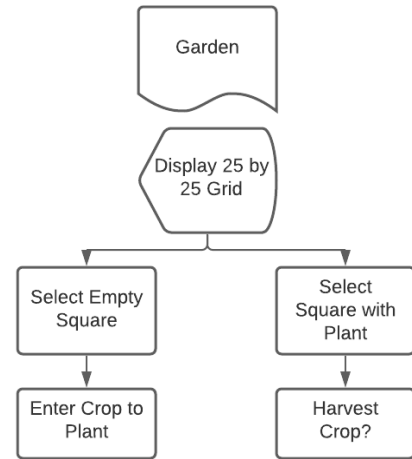 Garden
Display 25 by
25 Grid
Select Empty
Square
Select
Square with
Plant
Enter Crop to
Plant
Harvest
Crop?